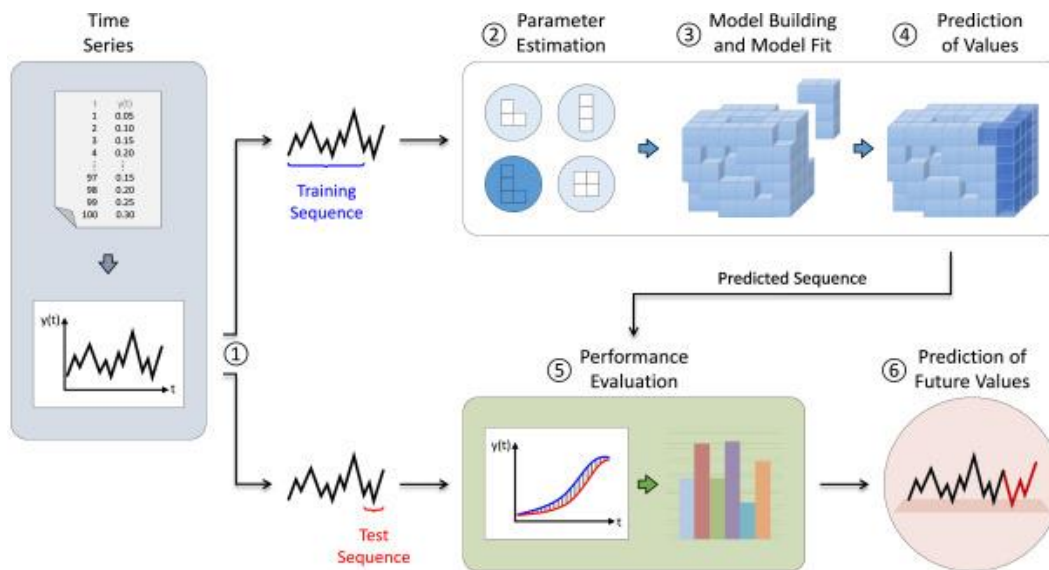 Time
Series
t y(t)
1 0.05
2 0.10
3 0.15
4 0.20
⋮ ⋮
97 0.15
98 0.20
99 0.25
100 0.30
y(t)
t
①
Training
Sequence
② Parameter
Estimation
③ Model Building
and Model Fit
④ Prediction
of Values
Predicted Sequence
Test
Sequence
⑤ Performance
Evaluation
y(t)
t
⑥ Prediction of
Future Values